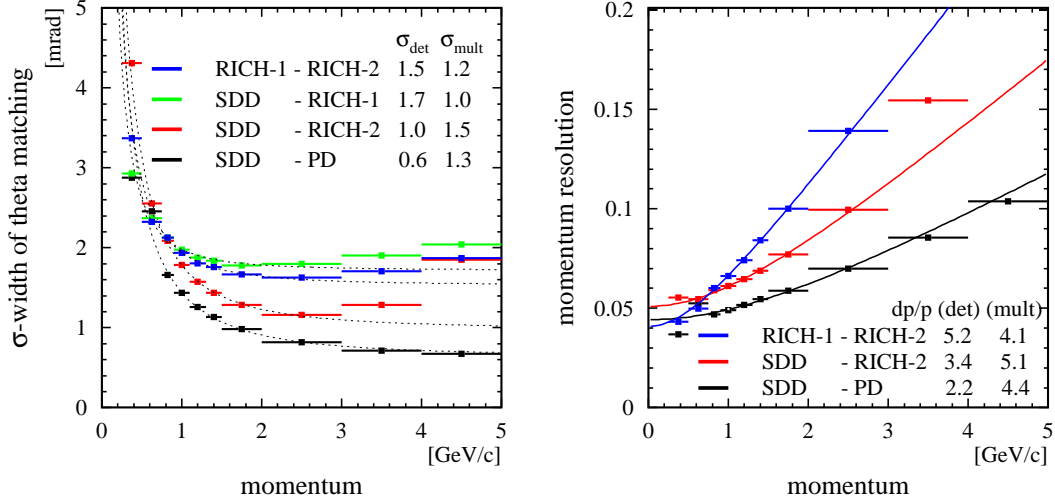 σ-width of theta matching
[mrad]
5
4
3
2
1
0
σdet σmult
RICH-1 - RICH-2 1.5 1.2
SDD - RICH-1 1.7 1.0
SDD - RICH-2 1.0 1.5
SDD - PD 0.6 1.3
0 1 2 3 4 5
[GeV/c]
momentum
momentum resolution
0.2
0.15
0.1
0.05
0
dp/p (det) (mult)
RICH-1 - RICH-2 5.2 4.1
SDD - RICH-2 3.4 5.1
SDD - PD 2.2 4.4
0 1 2 3 4 5
[GeV/c]
momentum